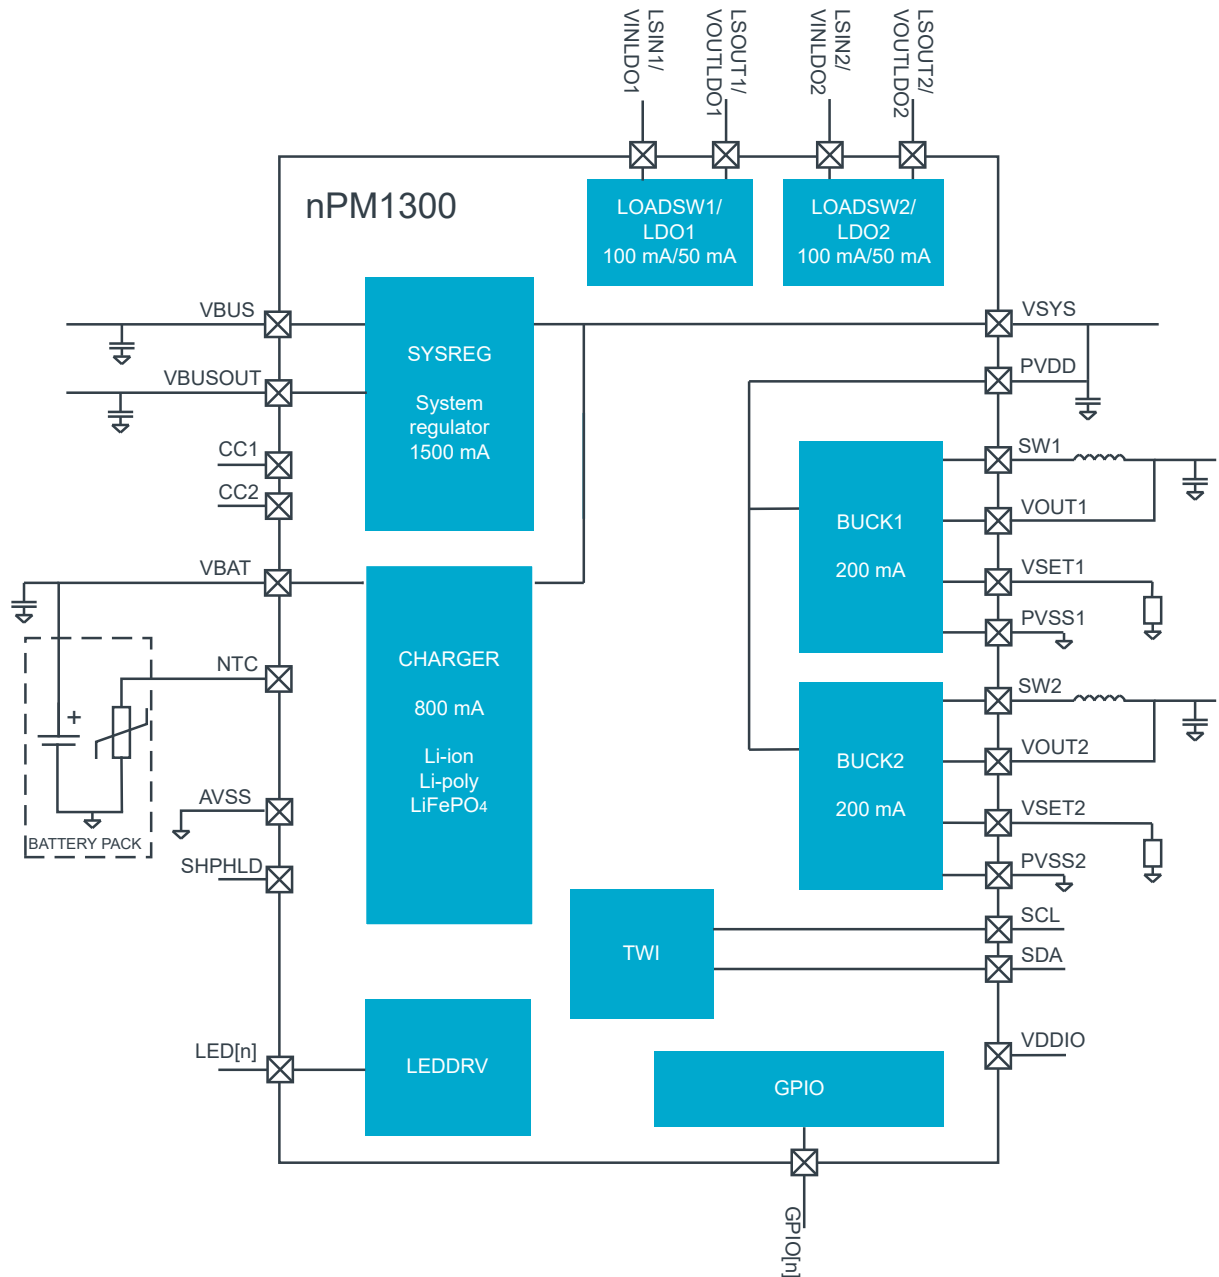 LSIN1/
VINLDO1
LSOUT1/
VOUTLDO1
LSIN2/
VINLDO2
LSOUT2/
VOUTLDO2
nPM1300
LOADSW1/
LDO1
100 mA/50 mA
LOADSW2/
LDO2
100 mA/50 mA
VBUS
VBUSOUT
CC1
CC2
SYSREG
System
regulator
1500 mA
VSYS
PVDD
SW1
VOUT1
VSET1
PVSS1
BUCK1
200 mA
VBAT
NTC
+
BATTERY PACK
AVSS
SHPHLD
CHARGER
800 mA
Li-ion
Li-poly
LiFePO4
BUCK2
200 mA
SW2
VOUT2
VSET2
PVSS2
TWI
SCL
SDA
VDDIO
LED[n]
LEDDRV
GPIO
GPIO[n]